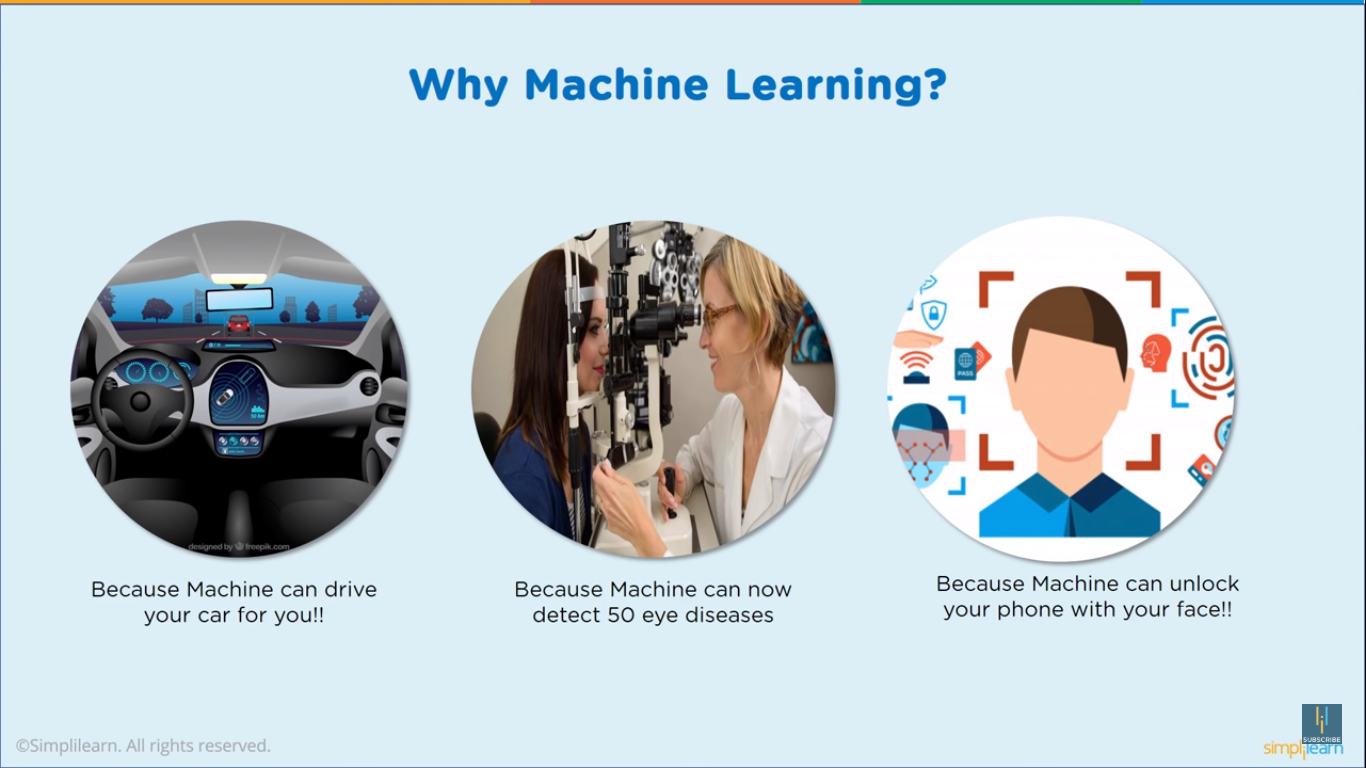 Why Machine Learning?
designed by freepik.com
PASS
Because Machine can drive
your car for you!!
Because Machine can now
detect 50 eye diseases
Because Machine can unlock
your phone with your face!!
©Simplilearn. All rights reserved.
SUBSCRIBE
simplilearn